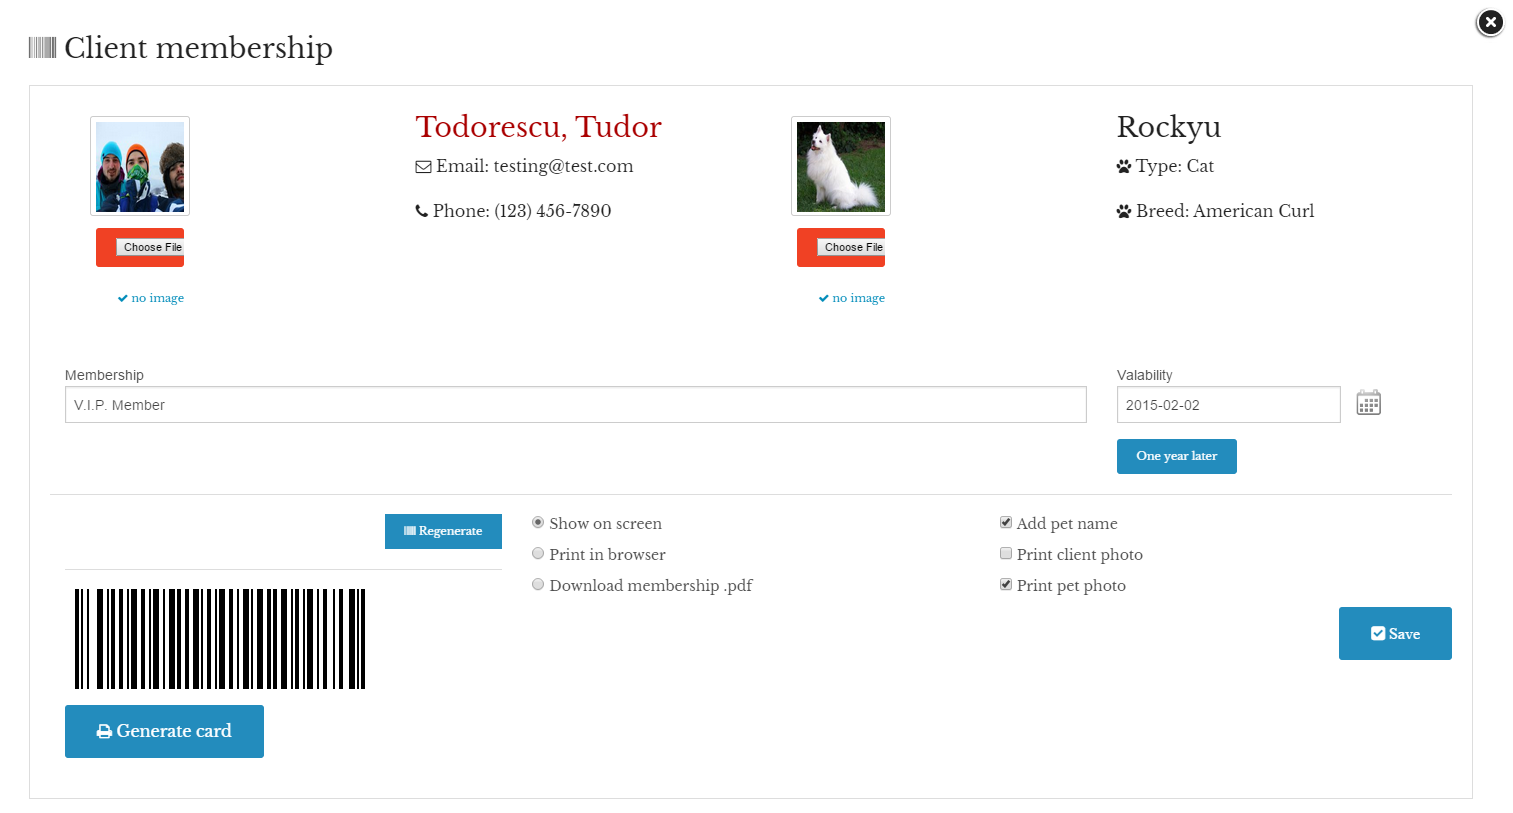 Client membership
Todorescu, Tudor
Email: testing@test.com
Phone: (123) 456-7890
Choose File
no image
Rockyu
Type: Cat
Breed: American Curl
Choose File
no image
Membership
V.I.P. Member
Valability
2015-02-02
One year later
Regenerate
Show on screen
Print in browser
Download membership .pdf
Add pet name
Print client photo
Print pet photo
Save
Generate card